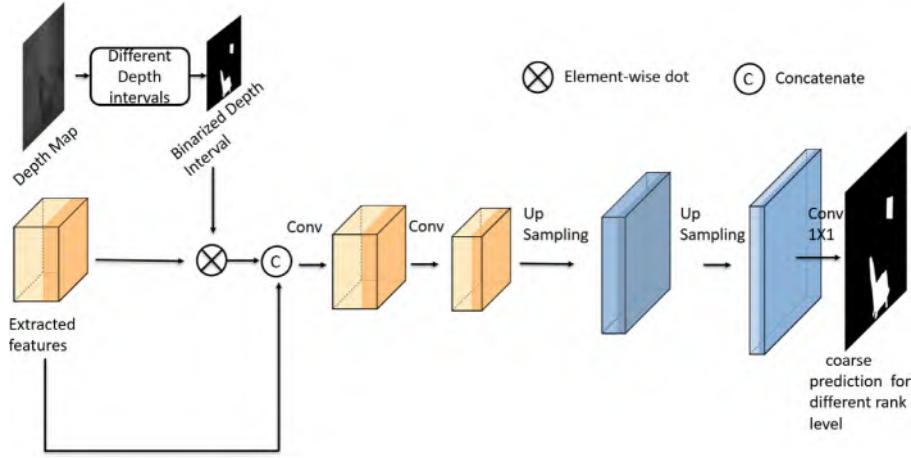 Different
Depth
intervals
Depth Map
Binarized Depth
Interval
Element-wise dot
C
Concatenate
Extracted
features
C
Conv
Conv
Up
Sampling
Up
Sampling
Conv
1X1
coarse
prediction for
different rank
level